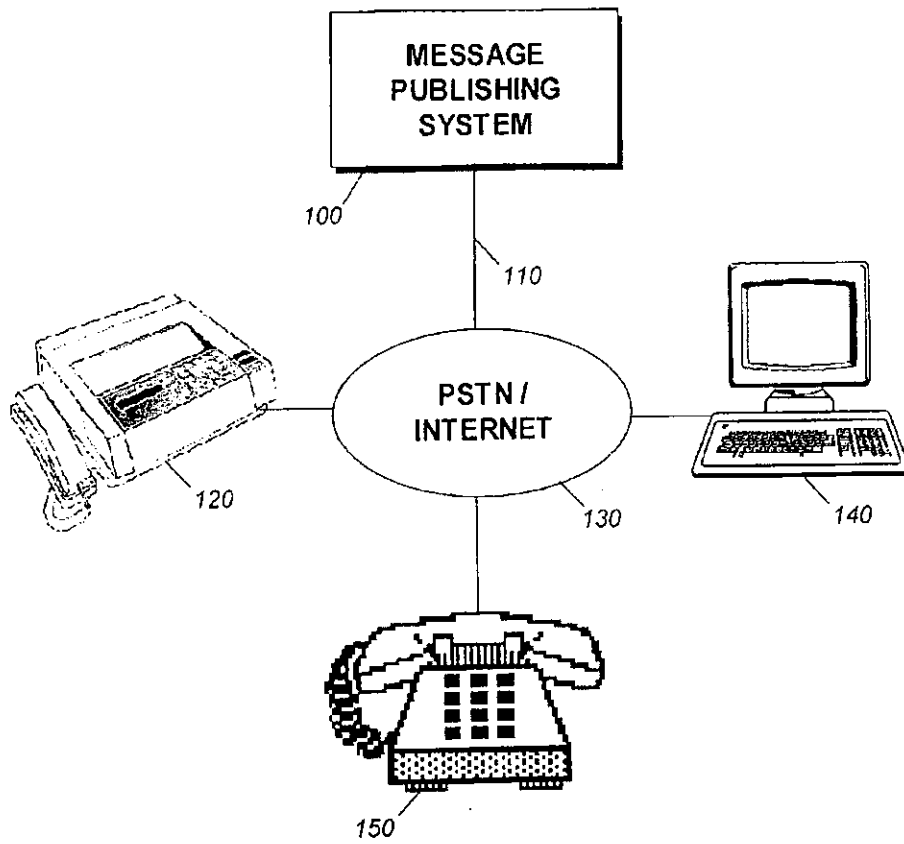 MESSAGE
PUBLISHING
SYSTEM
100
110
PSTN /
INTERNET
120
130
140
150